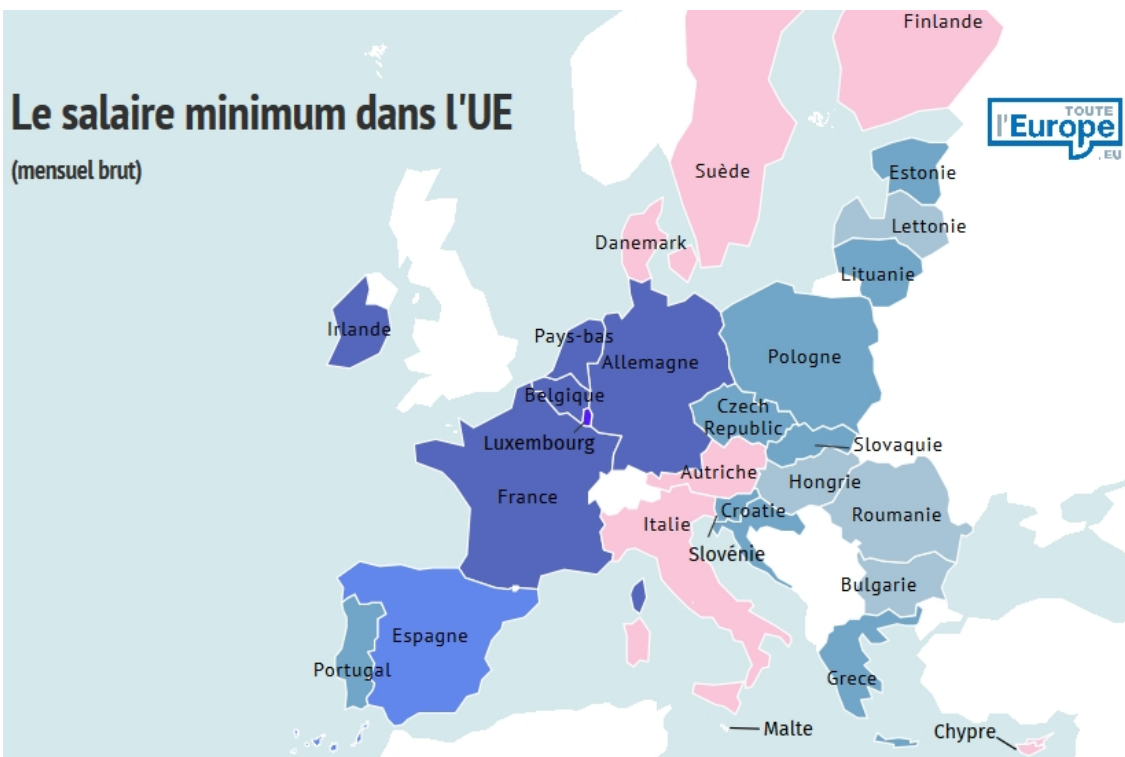 Finlande
Le salaire minimum dans l'UE
(mensuel brut)
TOUTE
l'Europe
.EU
Estonie
Suède
Lettonie
Danemark
Lituanie
Irlande
Pays-bas
Allemagne
Pologne
Belgique
Czech
Republic
Luxembourg
Slovaquie
Autriche
Hongrie
France
Croatie
Roumanie
Italie
Slovénie
Bulgarie
Espagne
Portugal
Grece
Malte
Chypre